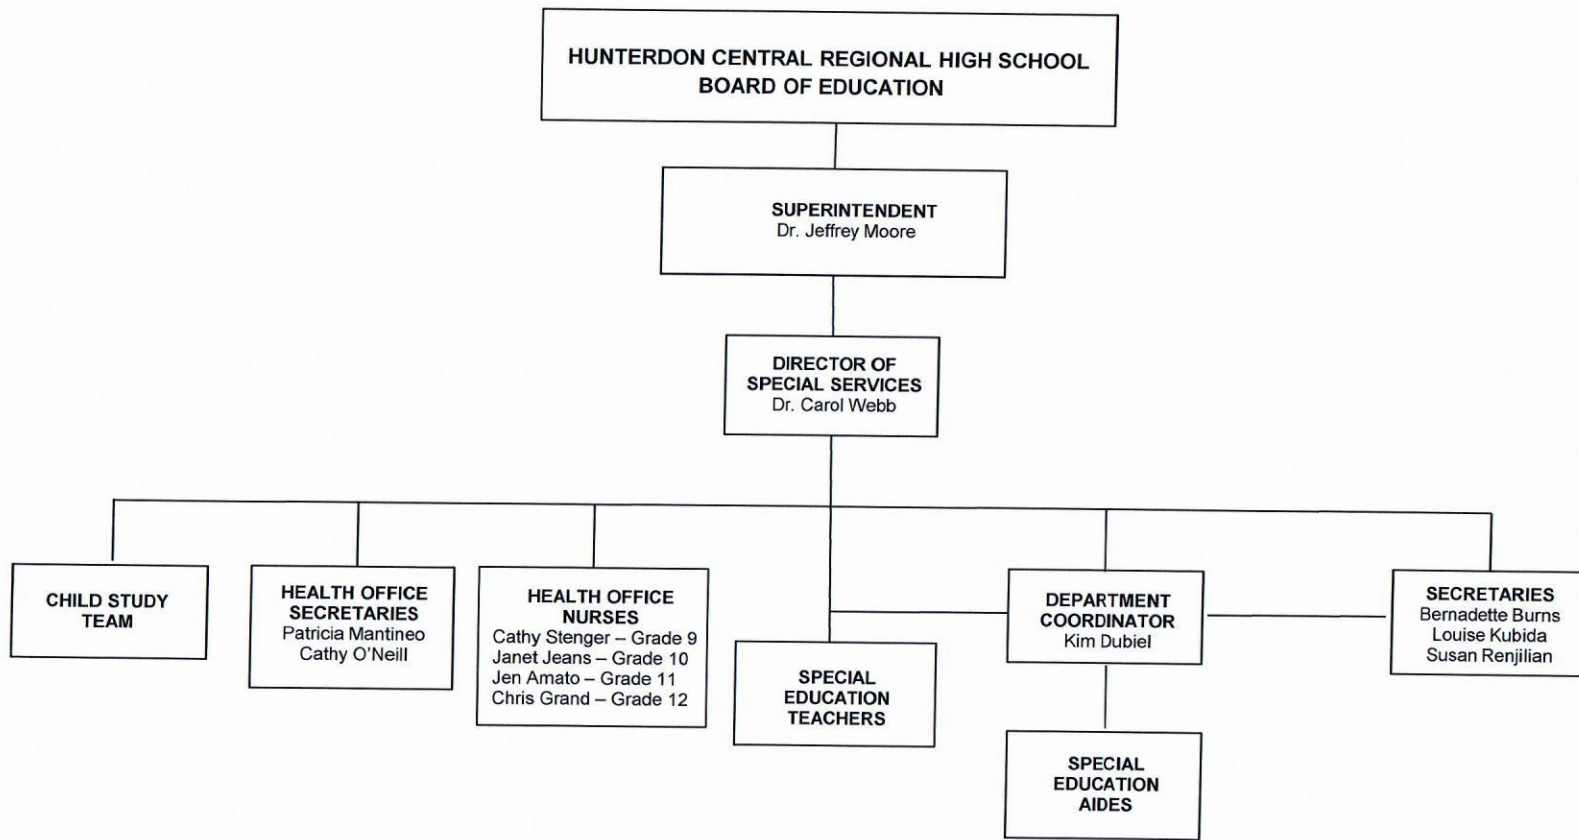 HUNTERDON CENTRAL REGIONAL HIGH SCHOOL
BOARD OF EDUCATION
SUPERINTENDENT
Dr. Jeffrey Moore
DIRECTOR OF
SPECIAL SERVICES
Dr. Carol Webb
CHILD STUDY
TEAM
HEALTH OFFICE
SECRETARIES
Patricia Mantineo
Cathy O'Neill
HEALTH OFFICE
NURSES
Cathy Stenger – Grade 9
Janet Jeans – Grade 10
Jen Amato – Grade 11
Chris Grand – Grade 12
SPECIAL
EDUCATION
TEACHERS
DEPARTMENT
COORDINATOR
Kim Dubiel
SPECIAL
EDUCATION
AIDES
SECRETARIES
Bernadette Burns
Louise Kubida
Susan Renjilian